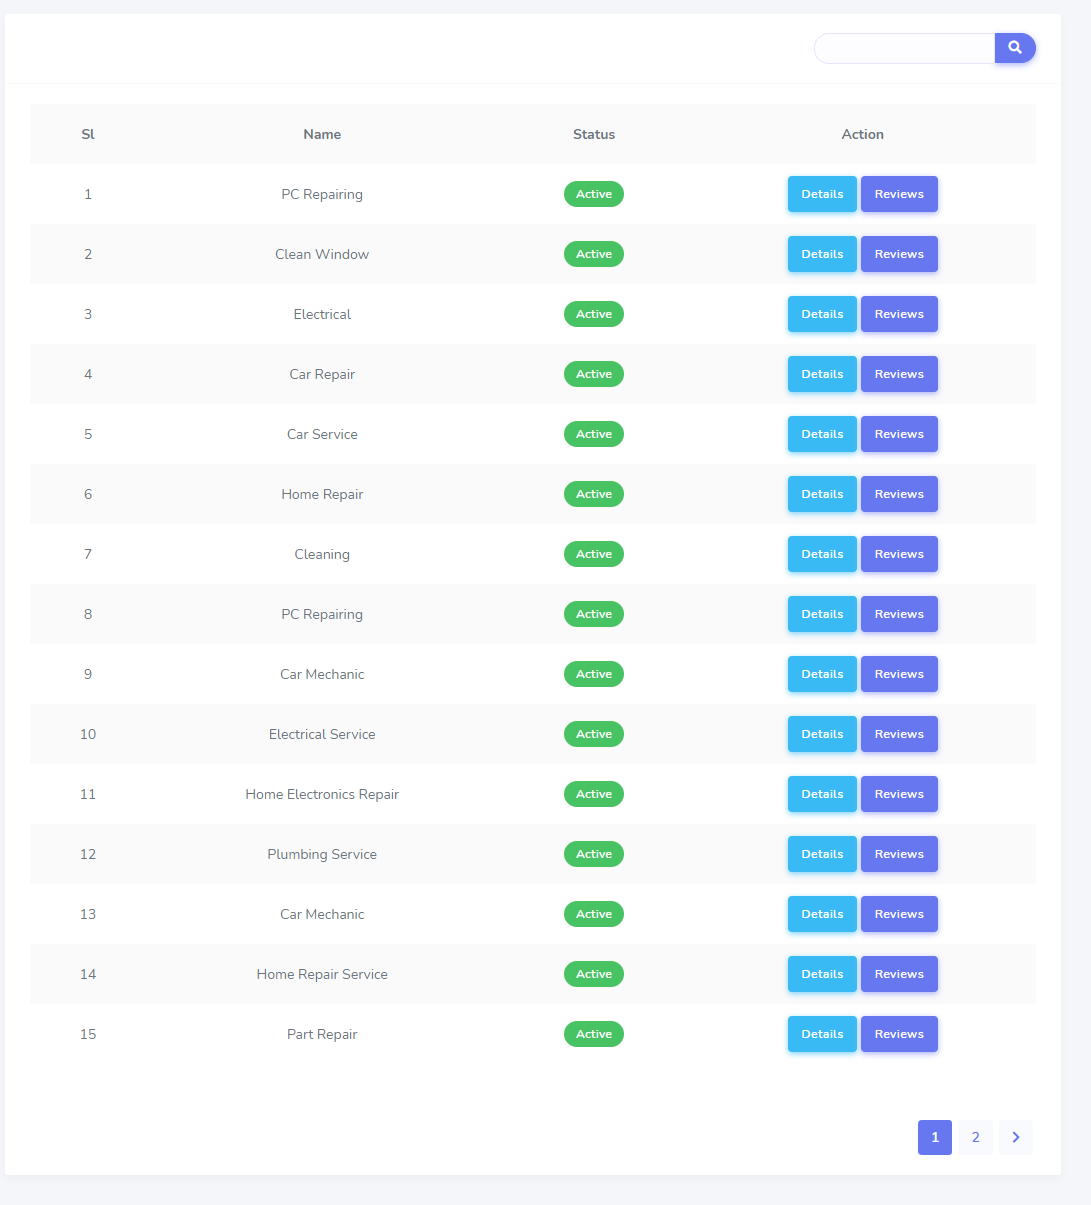 Sl Name Status Action
1 PC Repairing Active Details Reviews
2 Clean Window Active Details Reviews
3 Electrical Active Details Reviews
4 Car Repair Active Details Reviews
5 Car Service Active Details Reviews
6 Home Repair Active Details Reviews
7 Cleaning Active Details Reviews
8 PC Repairing Active Details Reviews
9 Car Mechanic Active Details Reviews
10 Electrical Service Active Details Reviews
11 Home Electronics Repair Active Details Reviews
12 Plumbing Service Active Details Reviews
13 Car Mechanic Active Details Reviews
14 Home Repair Service Active Details Reviews
15 Part Repair Active Details Reviews
1 2